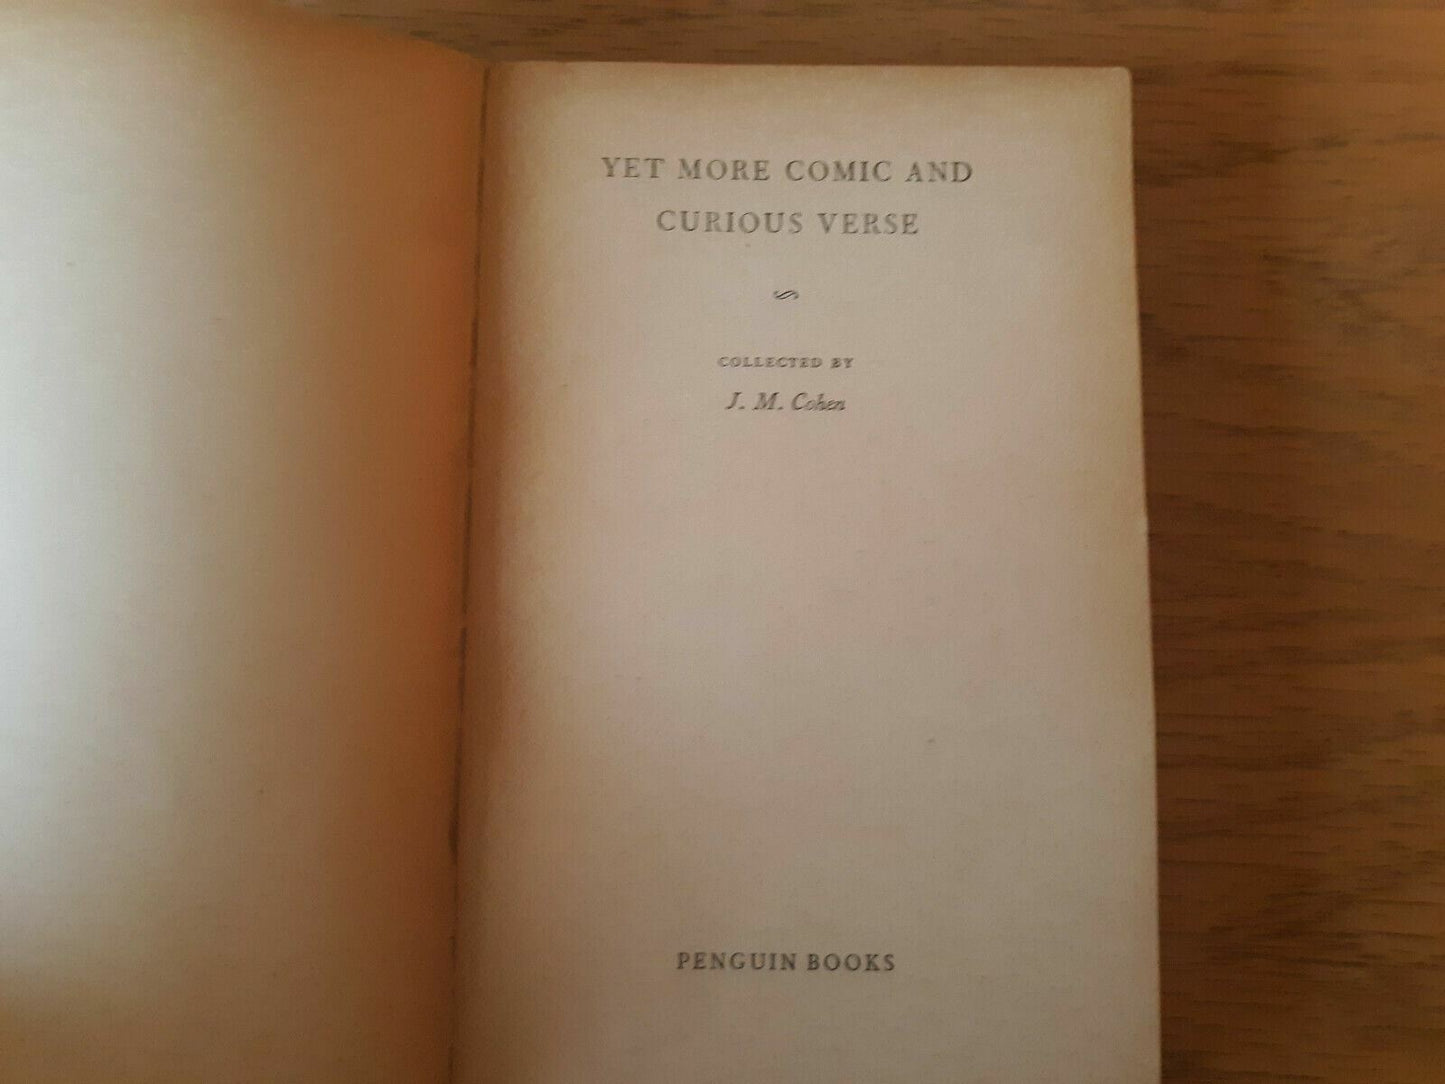 YET MORE COMIC AND
CURIOUS VERSE
COLLECTED BY
J. M. Cohen
PENGUIN BOOKS